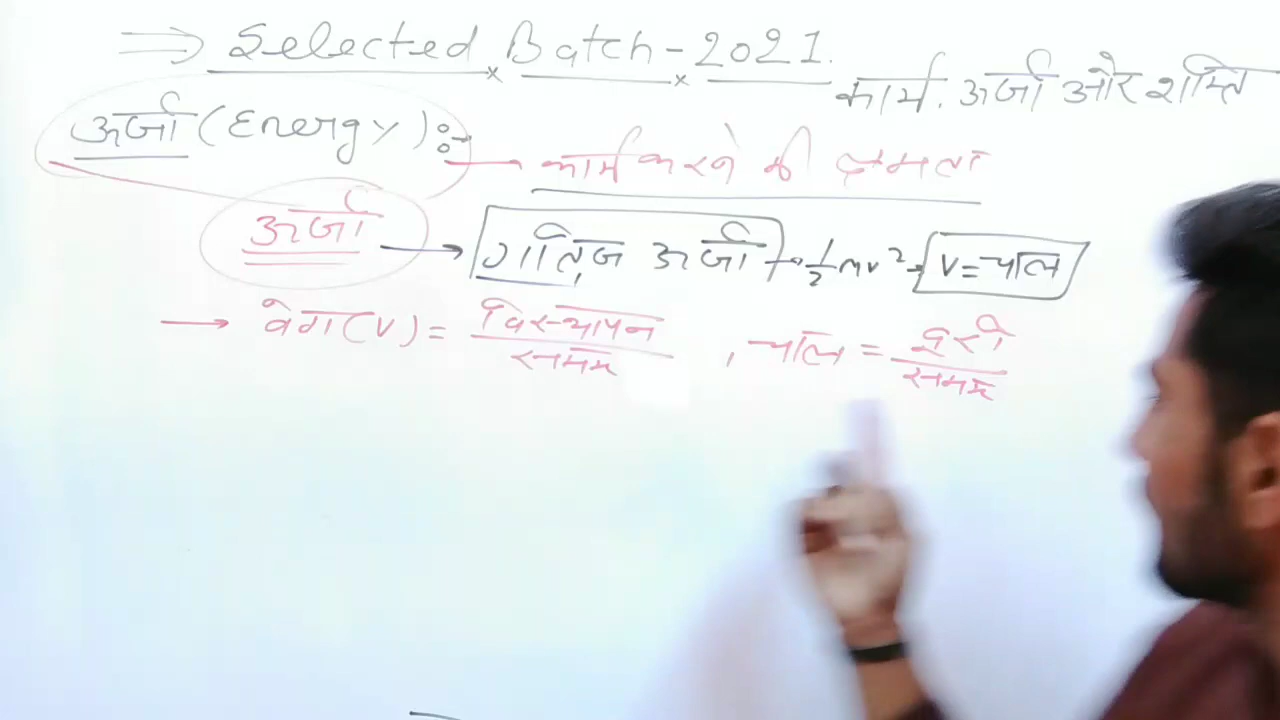 ⇒ Selected Batch-2021.
कार्य, ऊर्जा और शक्ति
ऊर्जा (Energy):-
कार्य करने की क्षमता
ऊर्जा → गतिज ऊर्जा → 1/2 mv² → v = चाल
→ वेग (v) = विस्थापन / समय , चाल = दुरी / समय